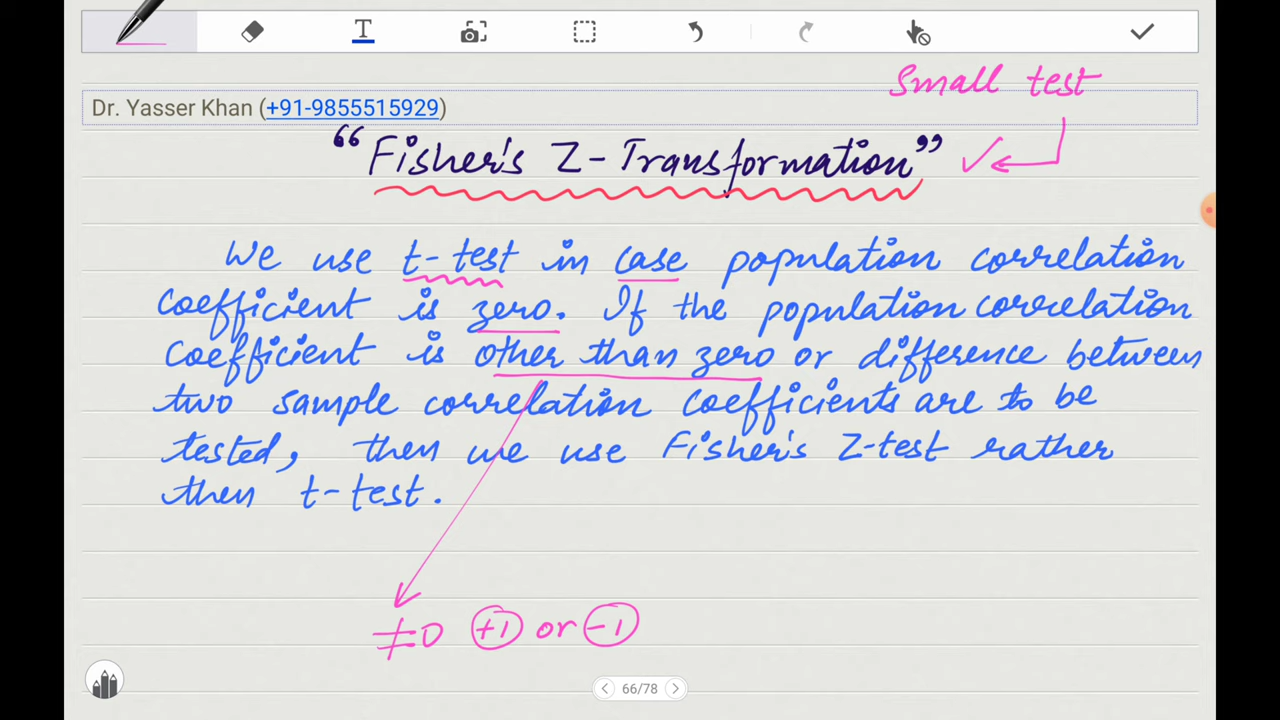 T
Small test
Dr. Yasser Khan (+91-9855515929)
“Fisher's Z-Transformation”
We use t-test in case population correlation
coefficient is zero. If the population correlation
coefficient is other than zero or difference between
two sample correlation coefficients are to be
tested, then we use Fisher's Z-test rather
then t-test.
≠0 +1 or -1
66/78